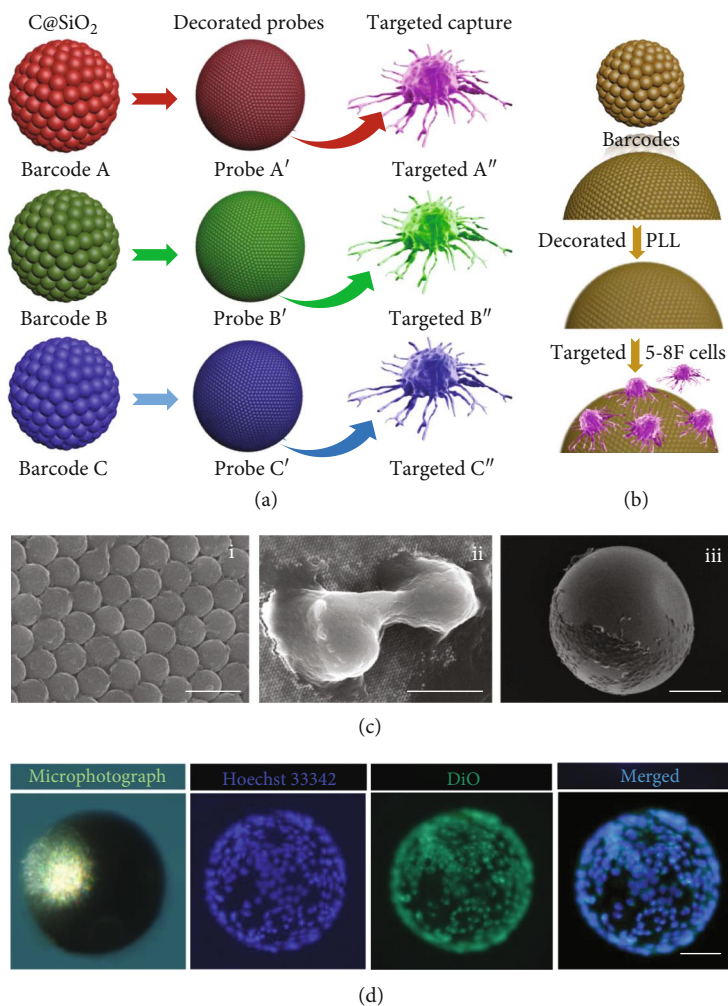 C@SiO₂ Decorated probes Targeted capture
Barcode A Probe A′ Targeted A″
Barcode B Probe B′ Targeted B″
Barcode C Probe C′ Targeted C″
(a)
Barcodes
Decorated PLL
Targeted 5-8F cells
(b)
i ii iii
(c)
Microphotograph Hoechst 33342 DiO Merged
(d)